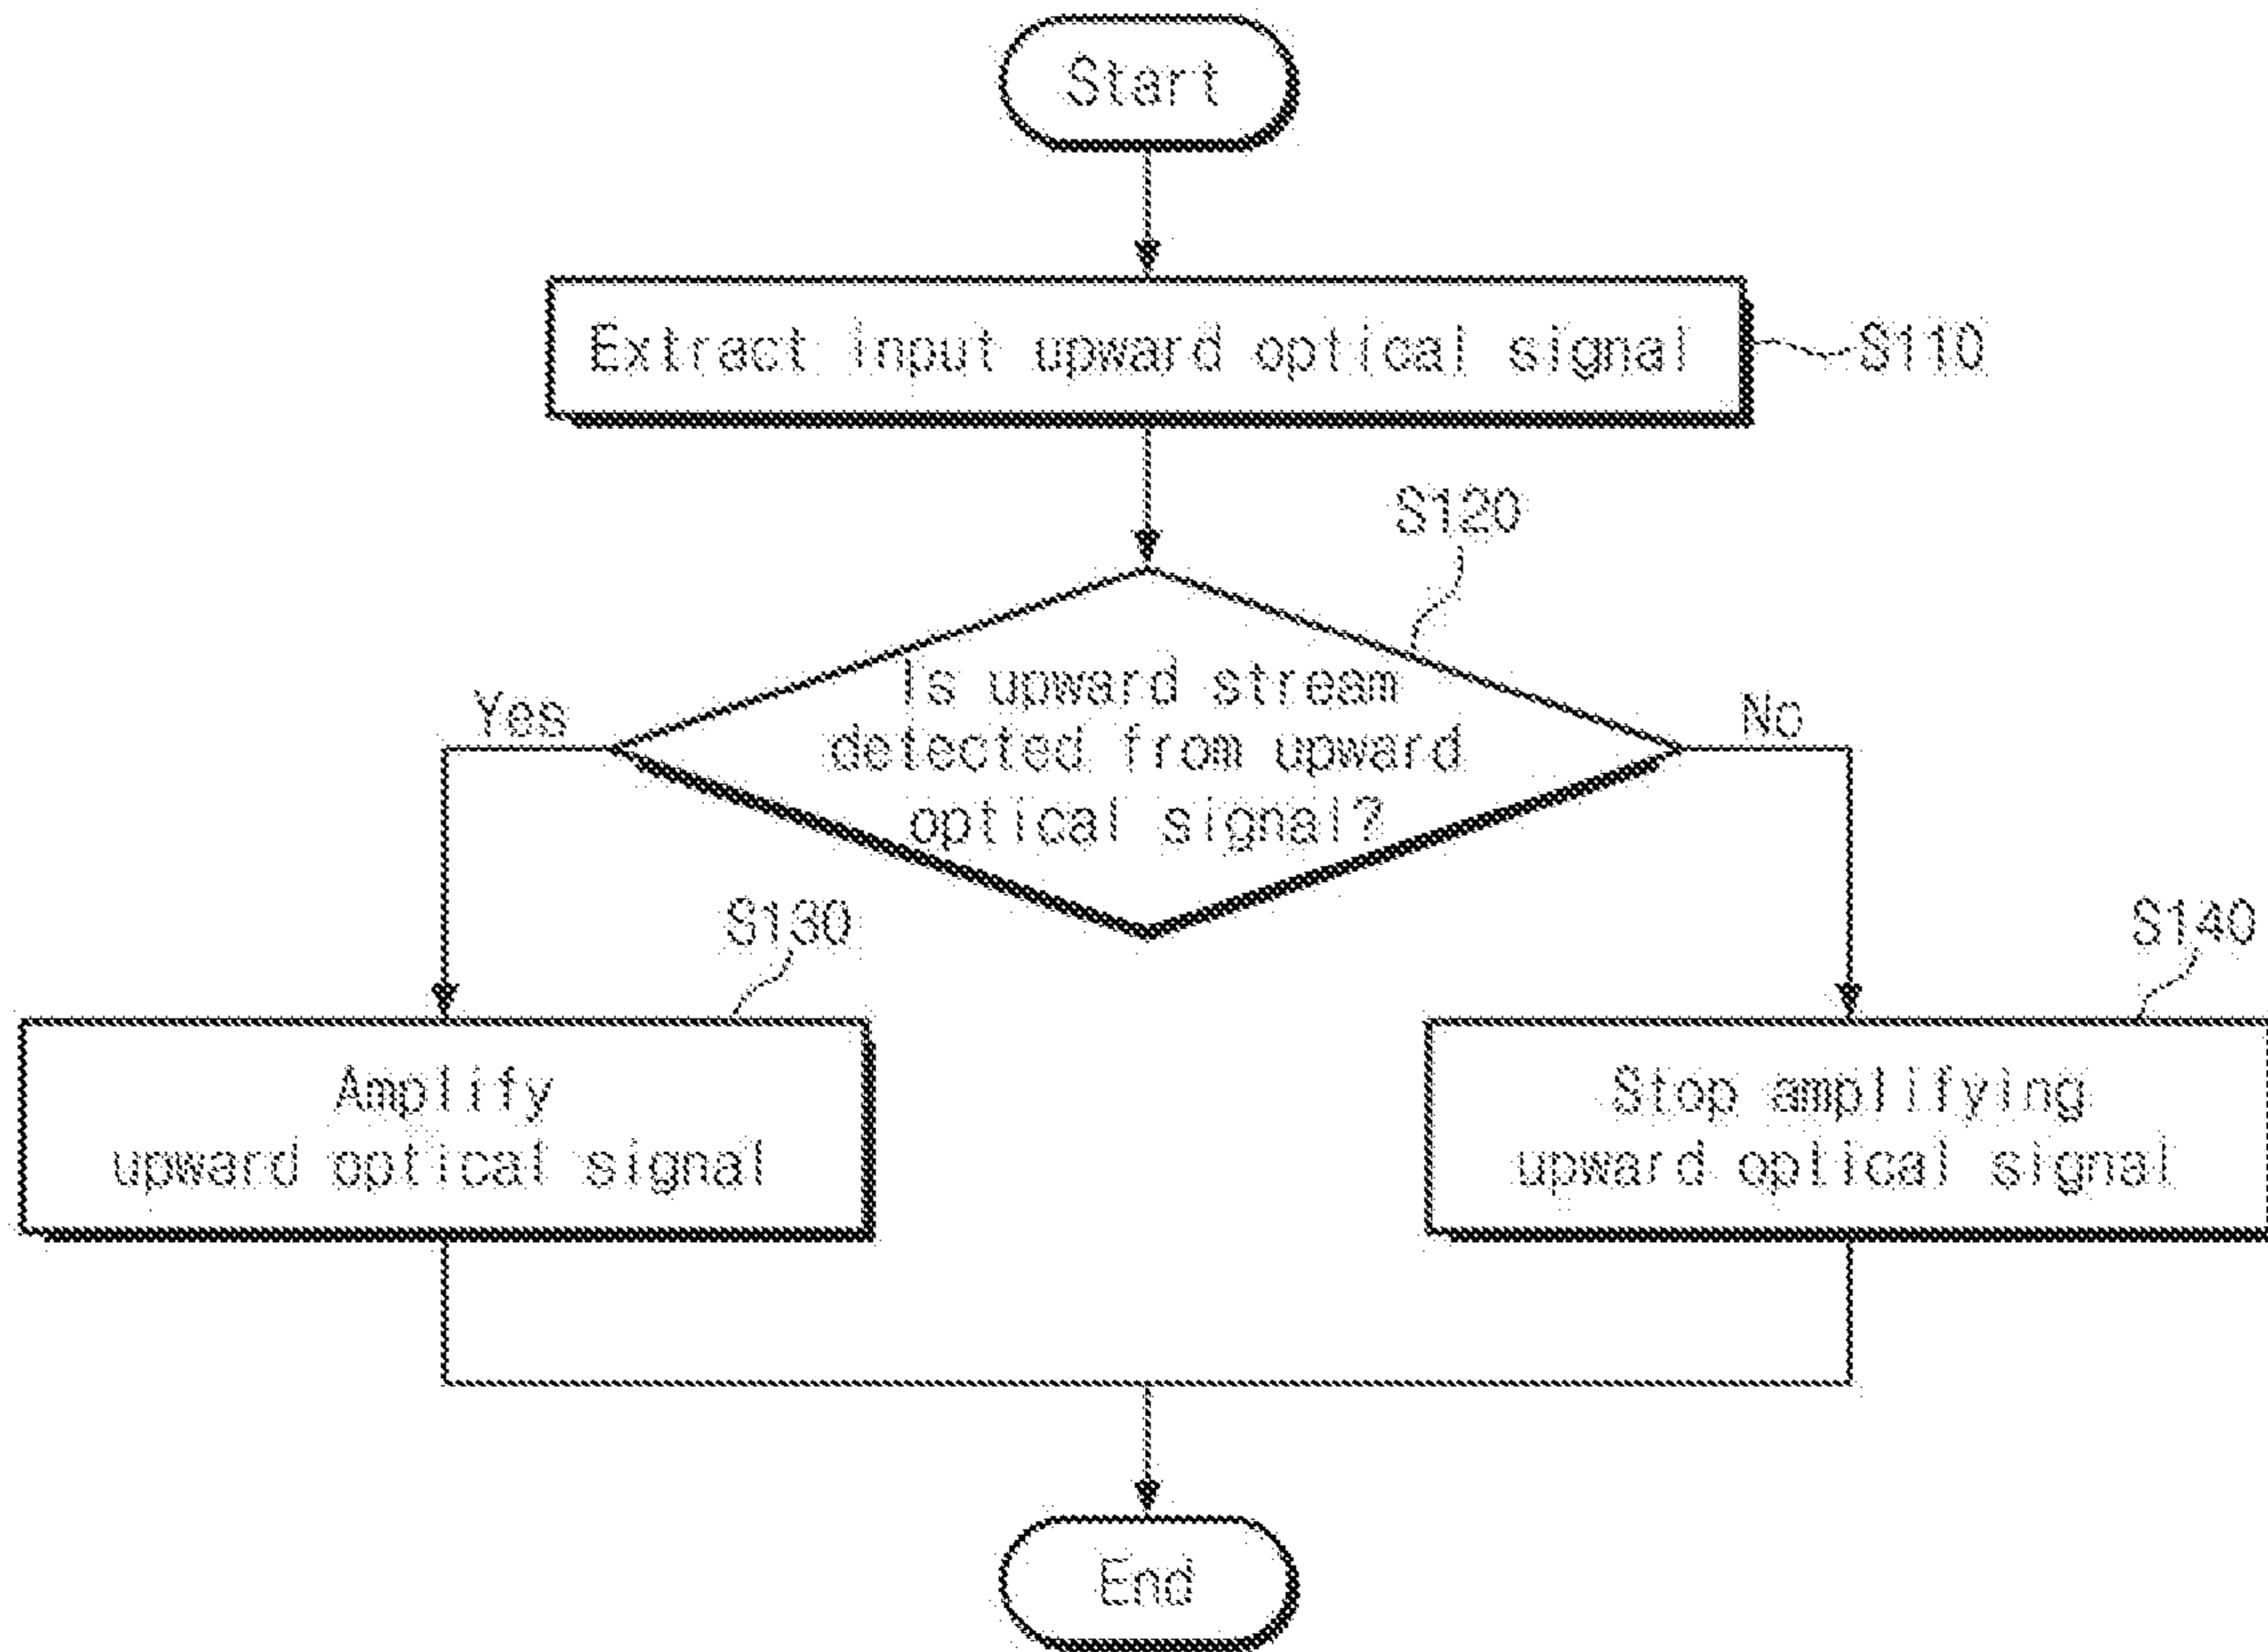 Start
Extract input upward optical signal
S110
S120
Is upward stream
detected from upward
optical signal?
Yes
No
S130
Amplify
upward optical signal
S140
Stop amplifying
upward optical signal
End